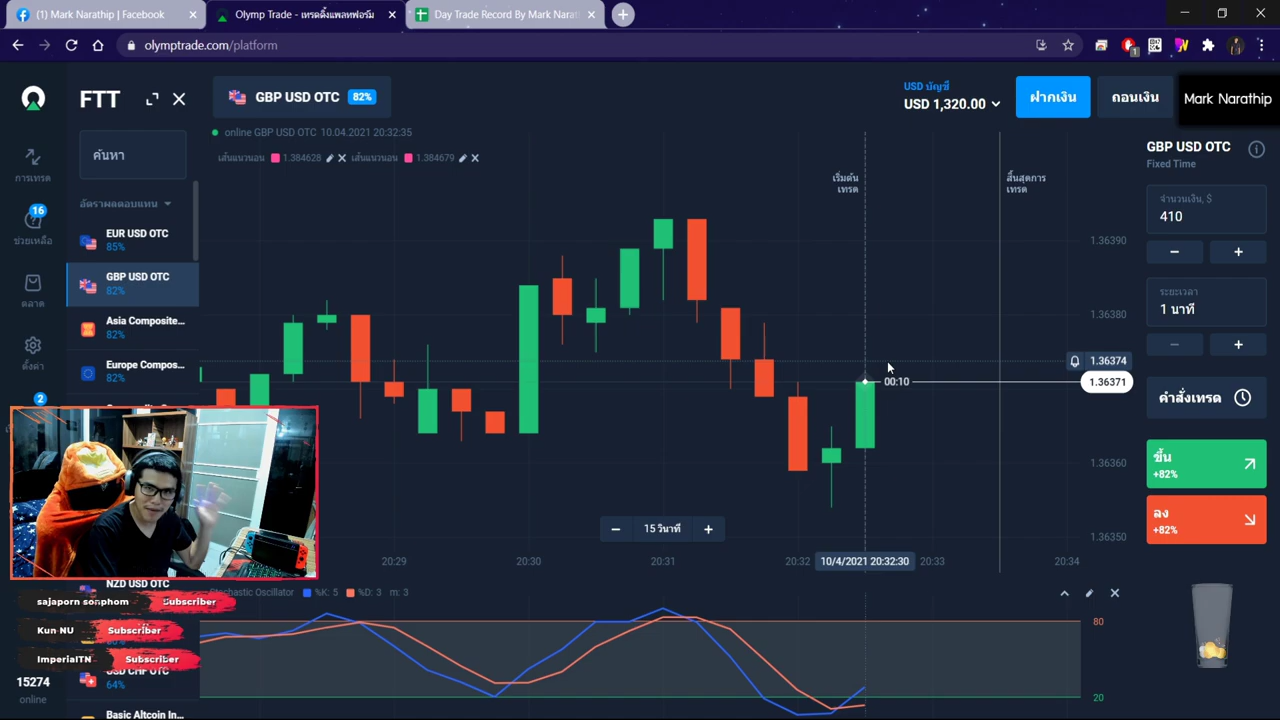 (1) Mark Narathip | Facebook
Olymp Trade - เทรดดิ้งแพลทฟอร์ม
Day Trade Record By Mark Narat
olymptrade.com/platform
1
FTT
GBP USD OTC 82%
USD บัญชี
USD 1,320.00
ฝากเงิน
ถอนเงิน
Mark Narathip
online GBP USD OTC 10.04.2021 20:32:35
เส้นแนวนอน 1.384628 เส้นแนวนอน 1.384679
การเทรด
16
ช่วยเหลือ
ตลาด
ตั้งค่า
2
ค้นหา
อัตราผลตอบแทน
EUR USD OTC
85%
GBP USD OTC
82%
Asia Composite...
82%
Europe Compos...
82%
NZD USD OTC
USD CHF OTC
64%
Basic Altcoin In...
15274
online
sajaporn sonphom Subscriber
Kun NU Subscriber
ImperialTN Subscriber
เริ่มต้น
เทรด
สิ้นสุดการ
เทรด
1.36390
1.36380
1.36374
00:10
1.36371
1.36360
1.36350
15 วินาที
20:29
20:30
20:31
20:32
10/4/2021 20:32:30
20:33
20:34
Stochastic Oscillator %K: 5 %D: 3 m: 3
80
20
GBP USD OTC
Fixed Time
จำนวนเงิน, $
410
ระยะเวลา
1 นาที
คำสั่งเทรด
ขึ้น
+82%
ลง
+82%